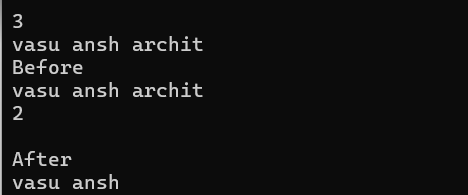 3
vasu ansh archit
Before
vasu ansh archit
2
After
vasu ansh